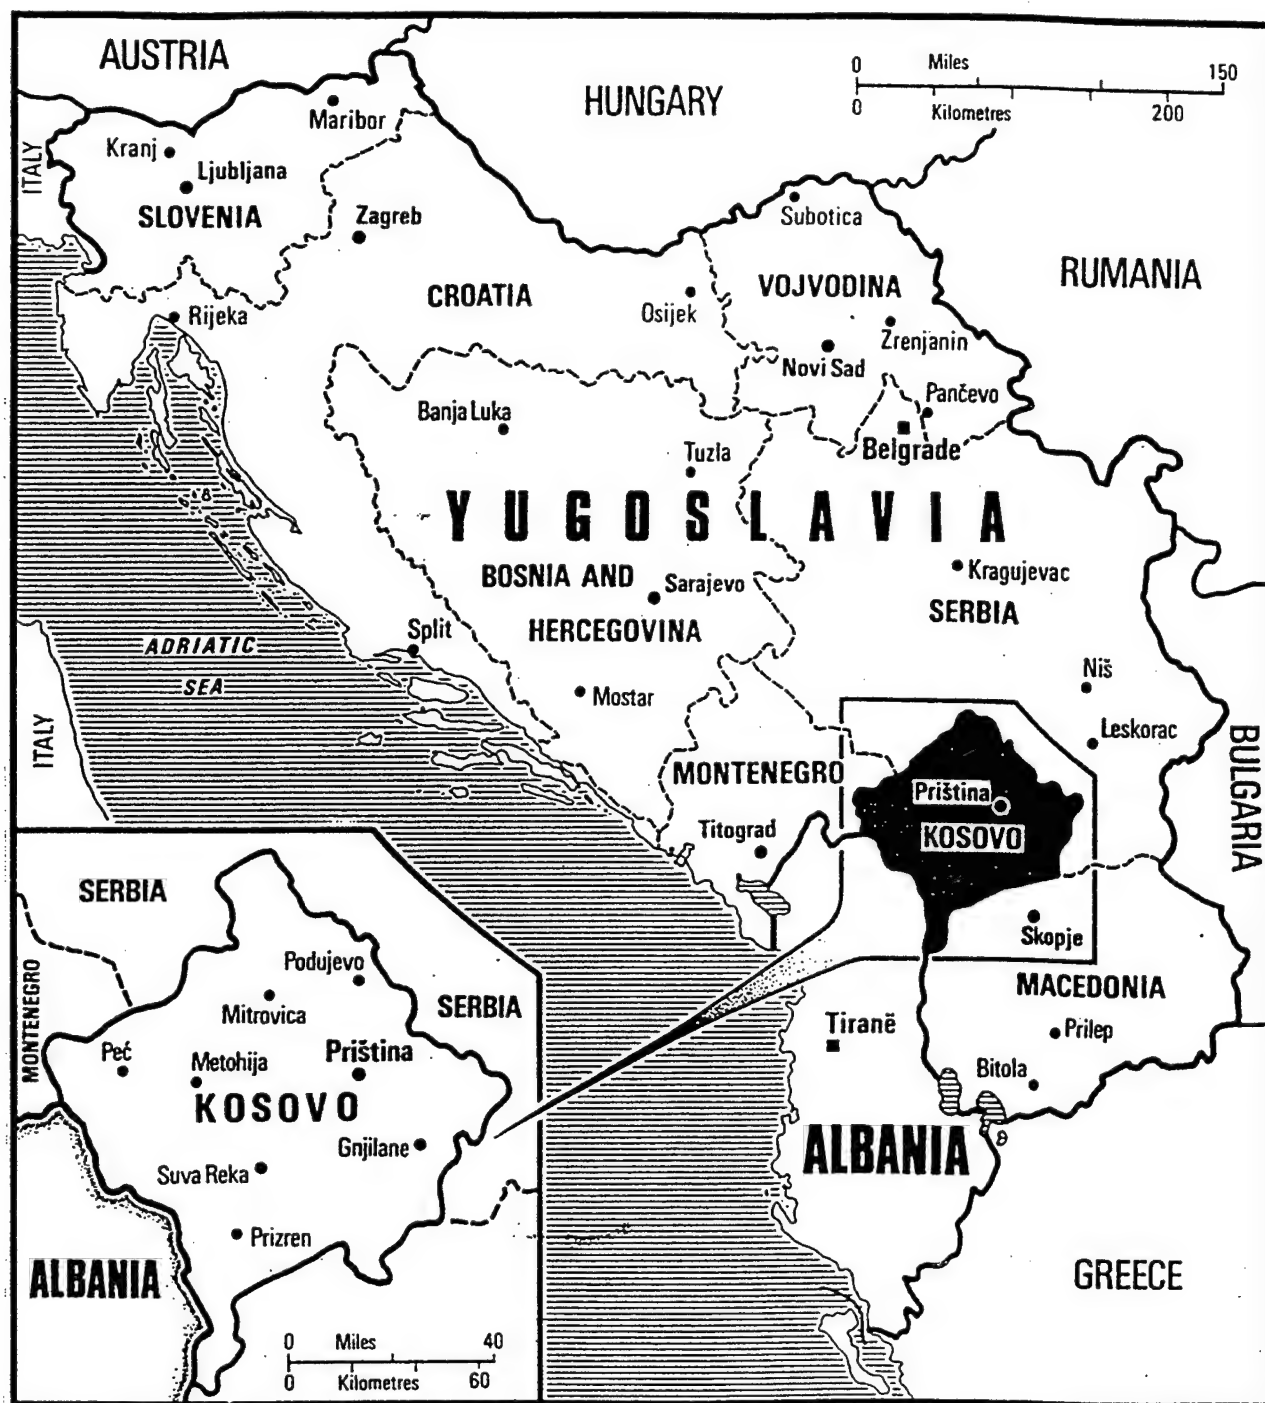 AUSTRIA
HUNGARY
0 Miles 150
0 Kilometres 200
ITALY
Maribor
Kranj
Ljubljana
SLOVENIA
Zagreb
Subotica
RUMANIA
CROATIA
VOJVODINA
Rijeka
Osijek
Zrenjanin
Novi Sad
Pančevo
Banja Luka
Belgrade
Tuzla
YUGOSLAVIA
BOSNIA AND
HERCEGOVINA
Sarajevo
Kragujevac
SERBIA
Split
ADRIATIC
SEA
Mostar
Niš
Leskorac
ITALY
BULGARIA
MONTENEGRO
Priština
KOSOVO
Titograd
Skopje
MACEDONIA
Tiranë
Prilep
Bitola
ALBANIA
GREECE
SERBIA
MONTENEGRO
Podujevo
Mitrovica
SERBIA
Peć
Metohija
Priština
KOSOVO
Gnjilane
Suva Reka
Prizren
ALBANIA
0 Miles 40
0 Kilometres 60